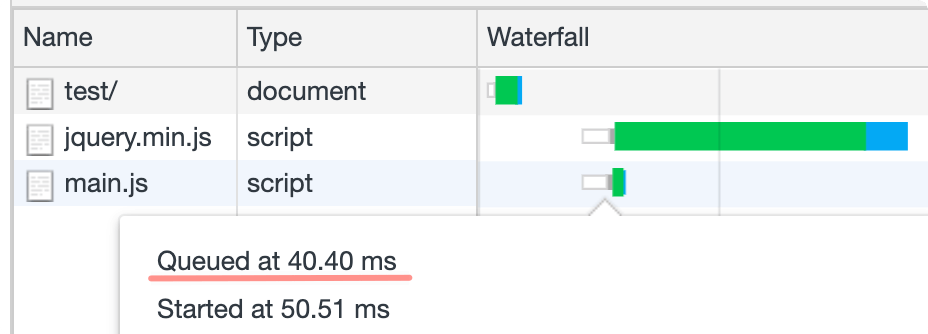 Name Type Waterfall
test/ document
jquery.min.js script
main.js script
Queued at 40.40 ms
Started at 50.51 ms